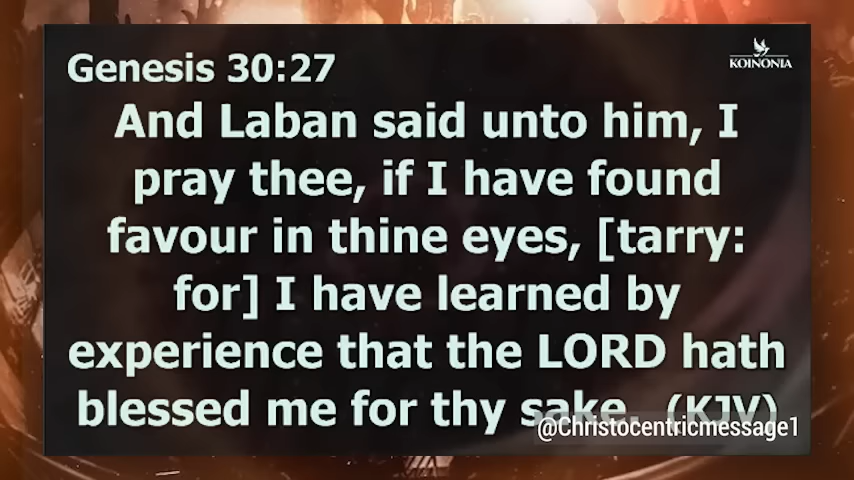 Genesis 30:27
KOINONIA
And Laban said unto him, I
pray thee, if I have found
favour in thine eyes, [tarry:
for] I have learned by
experience that the LORD hath
blessed me for thy sake. (KJV)
@Christocentricmessage1